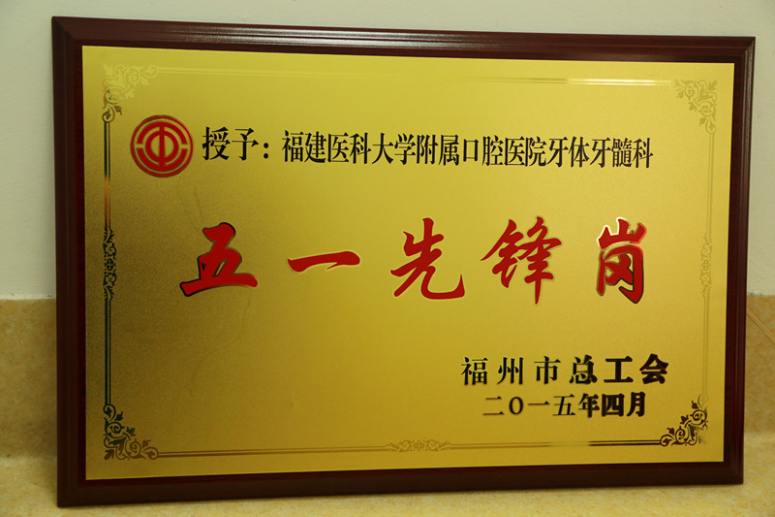 授予：福建医科大学附属口腔医院牙体牙髓科
五一先锋岗
福州市总工会
二〇一五年四月